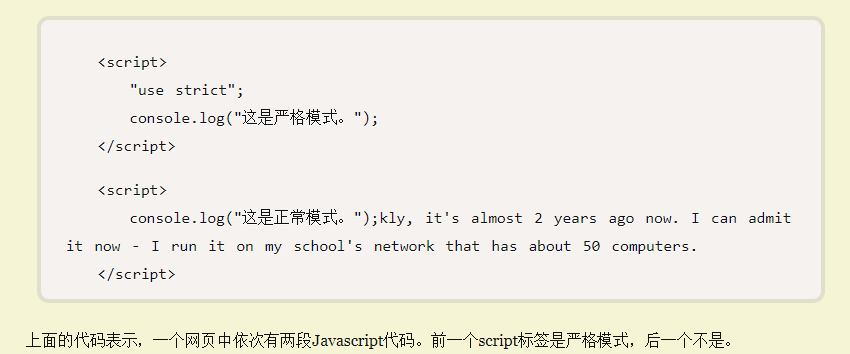 <script>
"use strict";
console.log("这是严格模式。");
</script>
<script>
console.log("这是正常模式。");kly, it's almost 2 years ago now. I can admit
it now - I run it on my school's network that has about 50 computers.
</script>
上面的代码表示，一个网页中依次有两段Javascript代码。前一个script标签是严格模式，后一个不是。